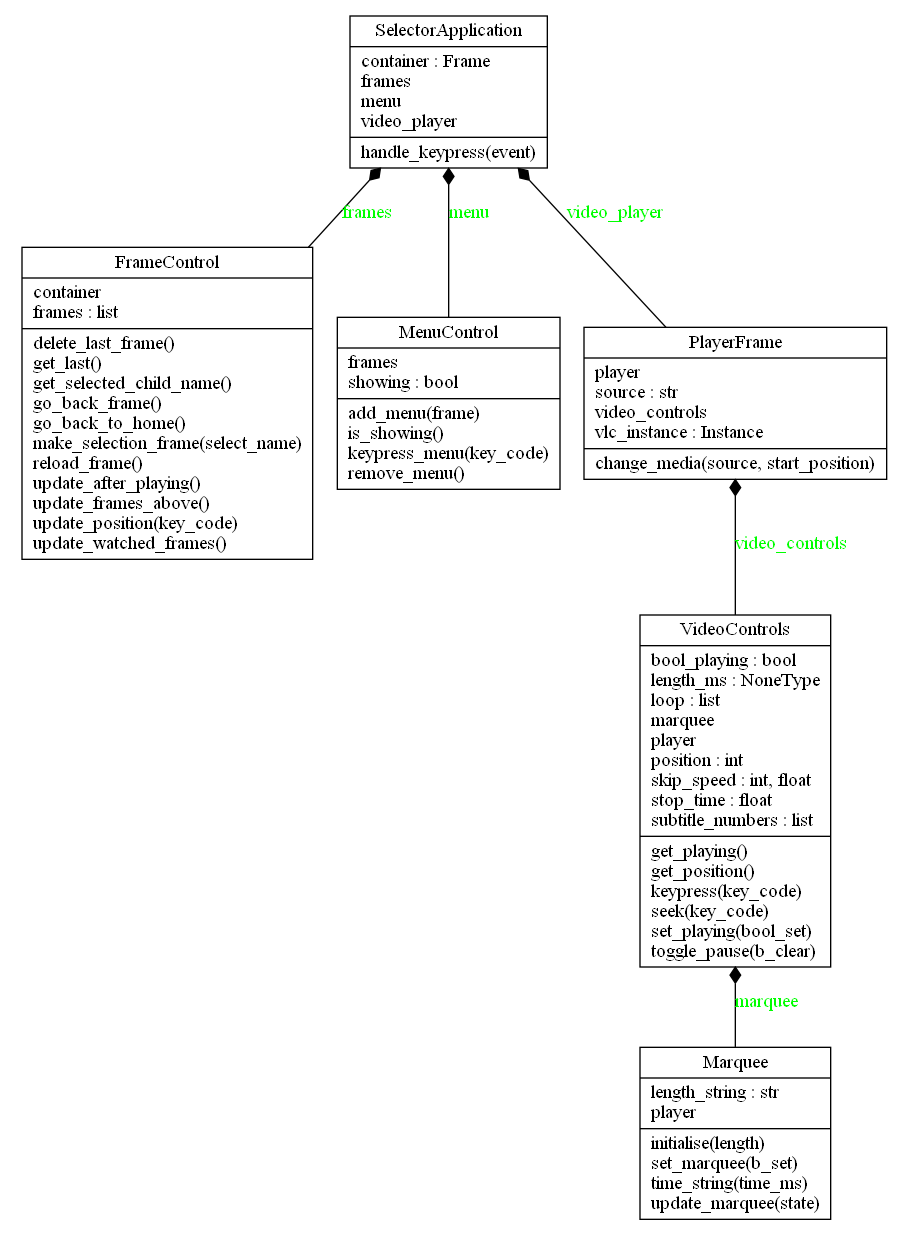 SelectorApplication
container : Frame
frames
menu
video_player
handle_keypress(event)
frames
menu
video_player
FrameControl
container
frames : list
delete_last_frame()
get_last()
get_selected_child_name()
go_back_frame()
go_back_to_home()
make_selection_frame(select_name)
reload_frame()
update_after_playing()
update_frames_above()
update_position(key_code)
update_watched_frames()
MenuControl
frames
showing : bool
add_menu(frame)
is_showing()
keypress_menu(key_code)
remove_menu()
PlayerFrame
player
source : str
video_controls
vlc_instance : Instance
change_media(source, start_position)
video_controls
VideoControls
bool_playing : bool
length_ms : NoneType
loop : list
marquee
player
position : int
skip_speed : int, float
stop_time : float
subtitle_numbers : list
get_playing()
get_position()
keypress(key_code)
seek(key_code)
set_playing(bool_set)
toggle_pause(b_clear)
marquee
Marquee
length_string : str
player
initialise(length)
set_marquee(b_set)
time_string(time_ms)
update_marquee(state)